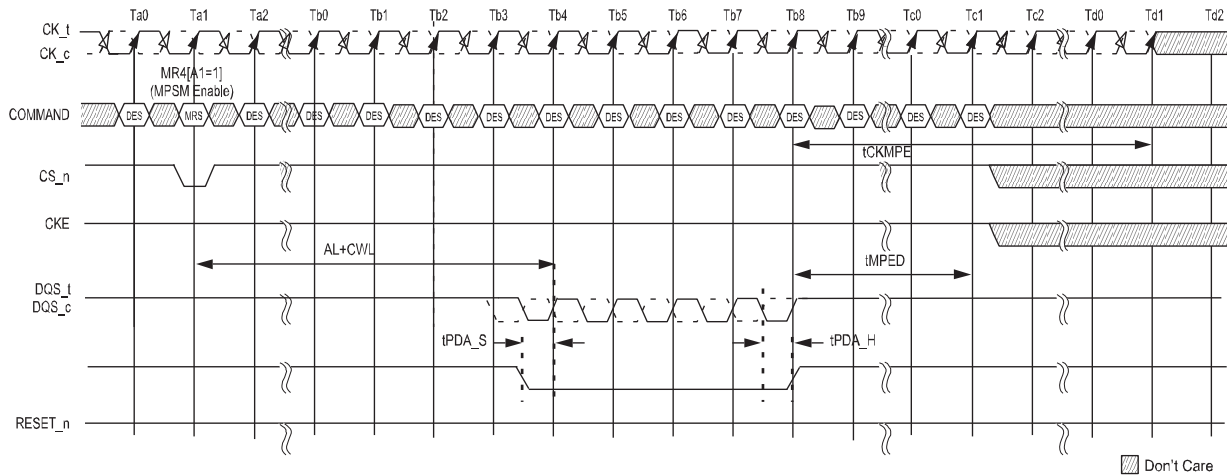 Ta0 Ta1 Ta2 Tb0 Tb1 Tb2 Tb3 Tb4 Tb5 Tb6 Tb7 Tb8 Tb9 Tc0 Tc1 Tc2 Td0 Td1 Td2
CK_t
CK_c
MR4[A1=1]
(MPSM Enable)
COMMAND DES MRS DES DES DES DES DES DES DES DES DES DES DES DES DES
tCKMPE
CS_n
CKE
AL+CWL
tMPED
DQS_t
DQS_c
tPDA_S tPDA_H
RESET_n
Don't Care